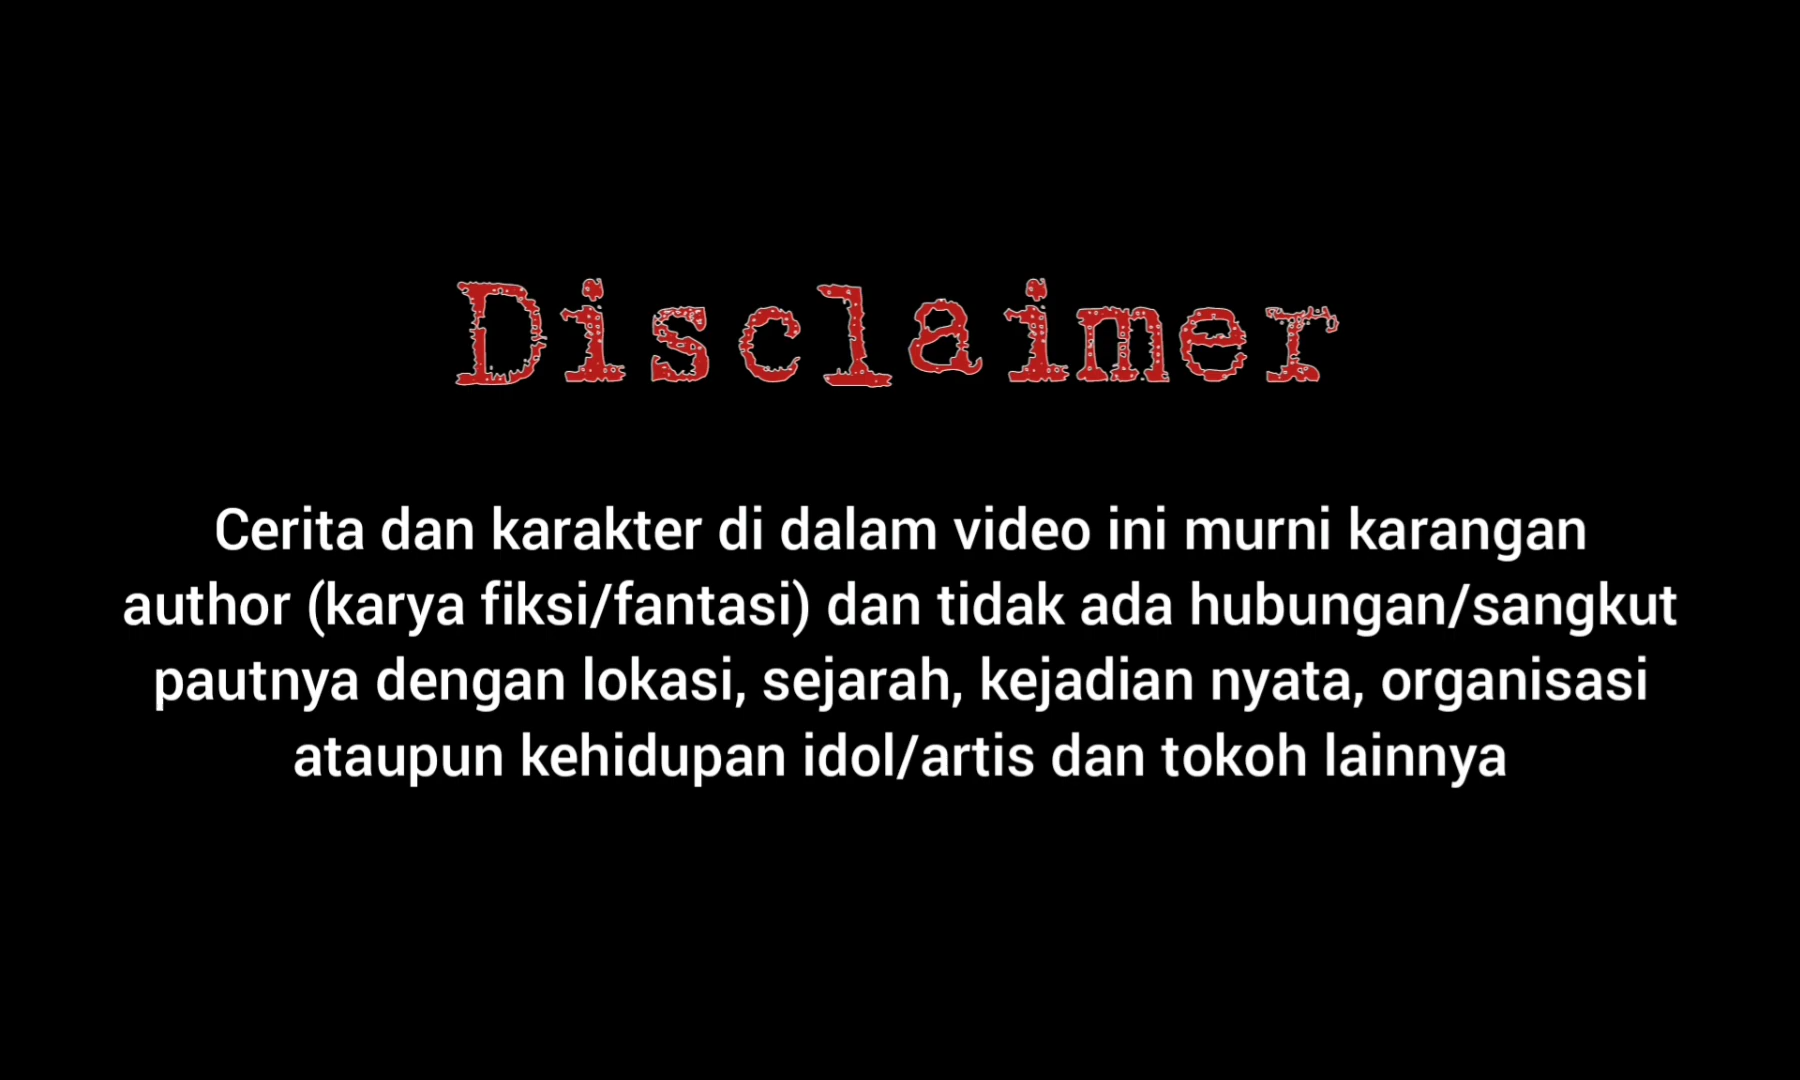 Disclaimer
Cerita dan karakter di dalam video ini murni karangan
author (karya fiksi/fantasi) dan tidak ada hubungan/sangkut
pautnya dengan lokasi, sejarah, kejadian nyata, organisasi
ataupun kehidupan idol/artis dan tokoh lainnya